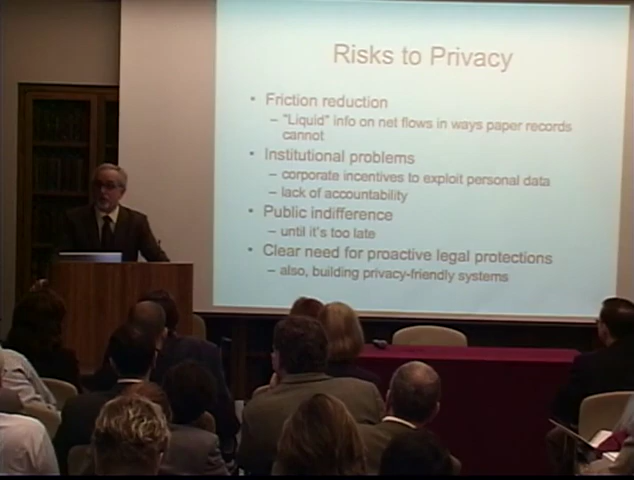 Risks to Privacy
• Friction reduction
– "Liquid" info on net flows in ways paper records
cannot
• Institutional problems
– corporate incentives to exploit personal data
– lack of accountability
• Public indifference
– until it's too late
• Clear need for proactive legal protections
– also, building privacy-friendly systems